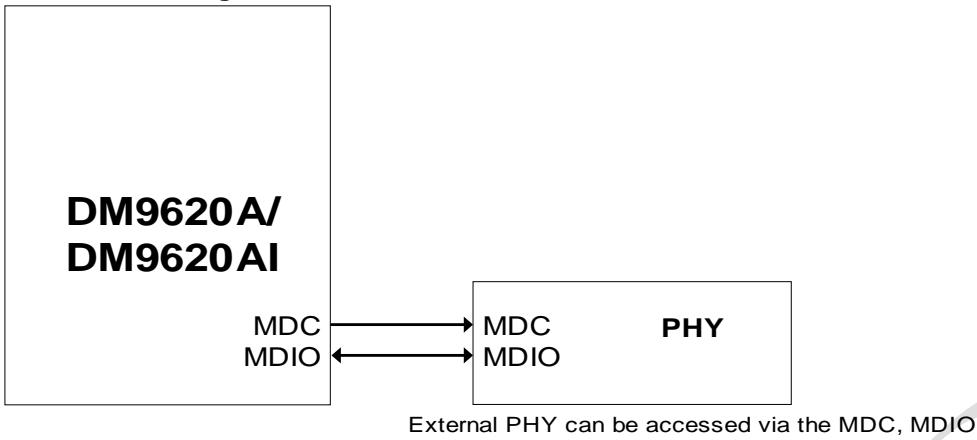 DM9620A/
DM9620AI
MDC MDC PHY
MDIO MDIO
External PHY can be accessed via the MDC, MDIO